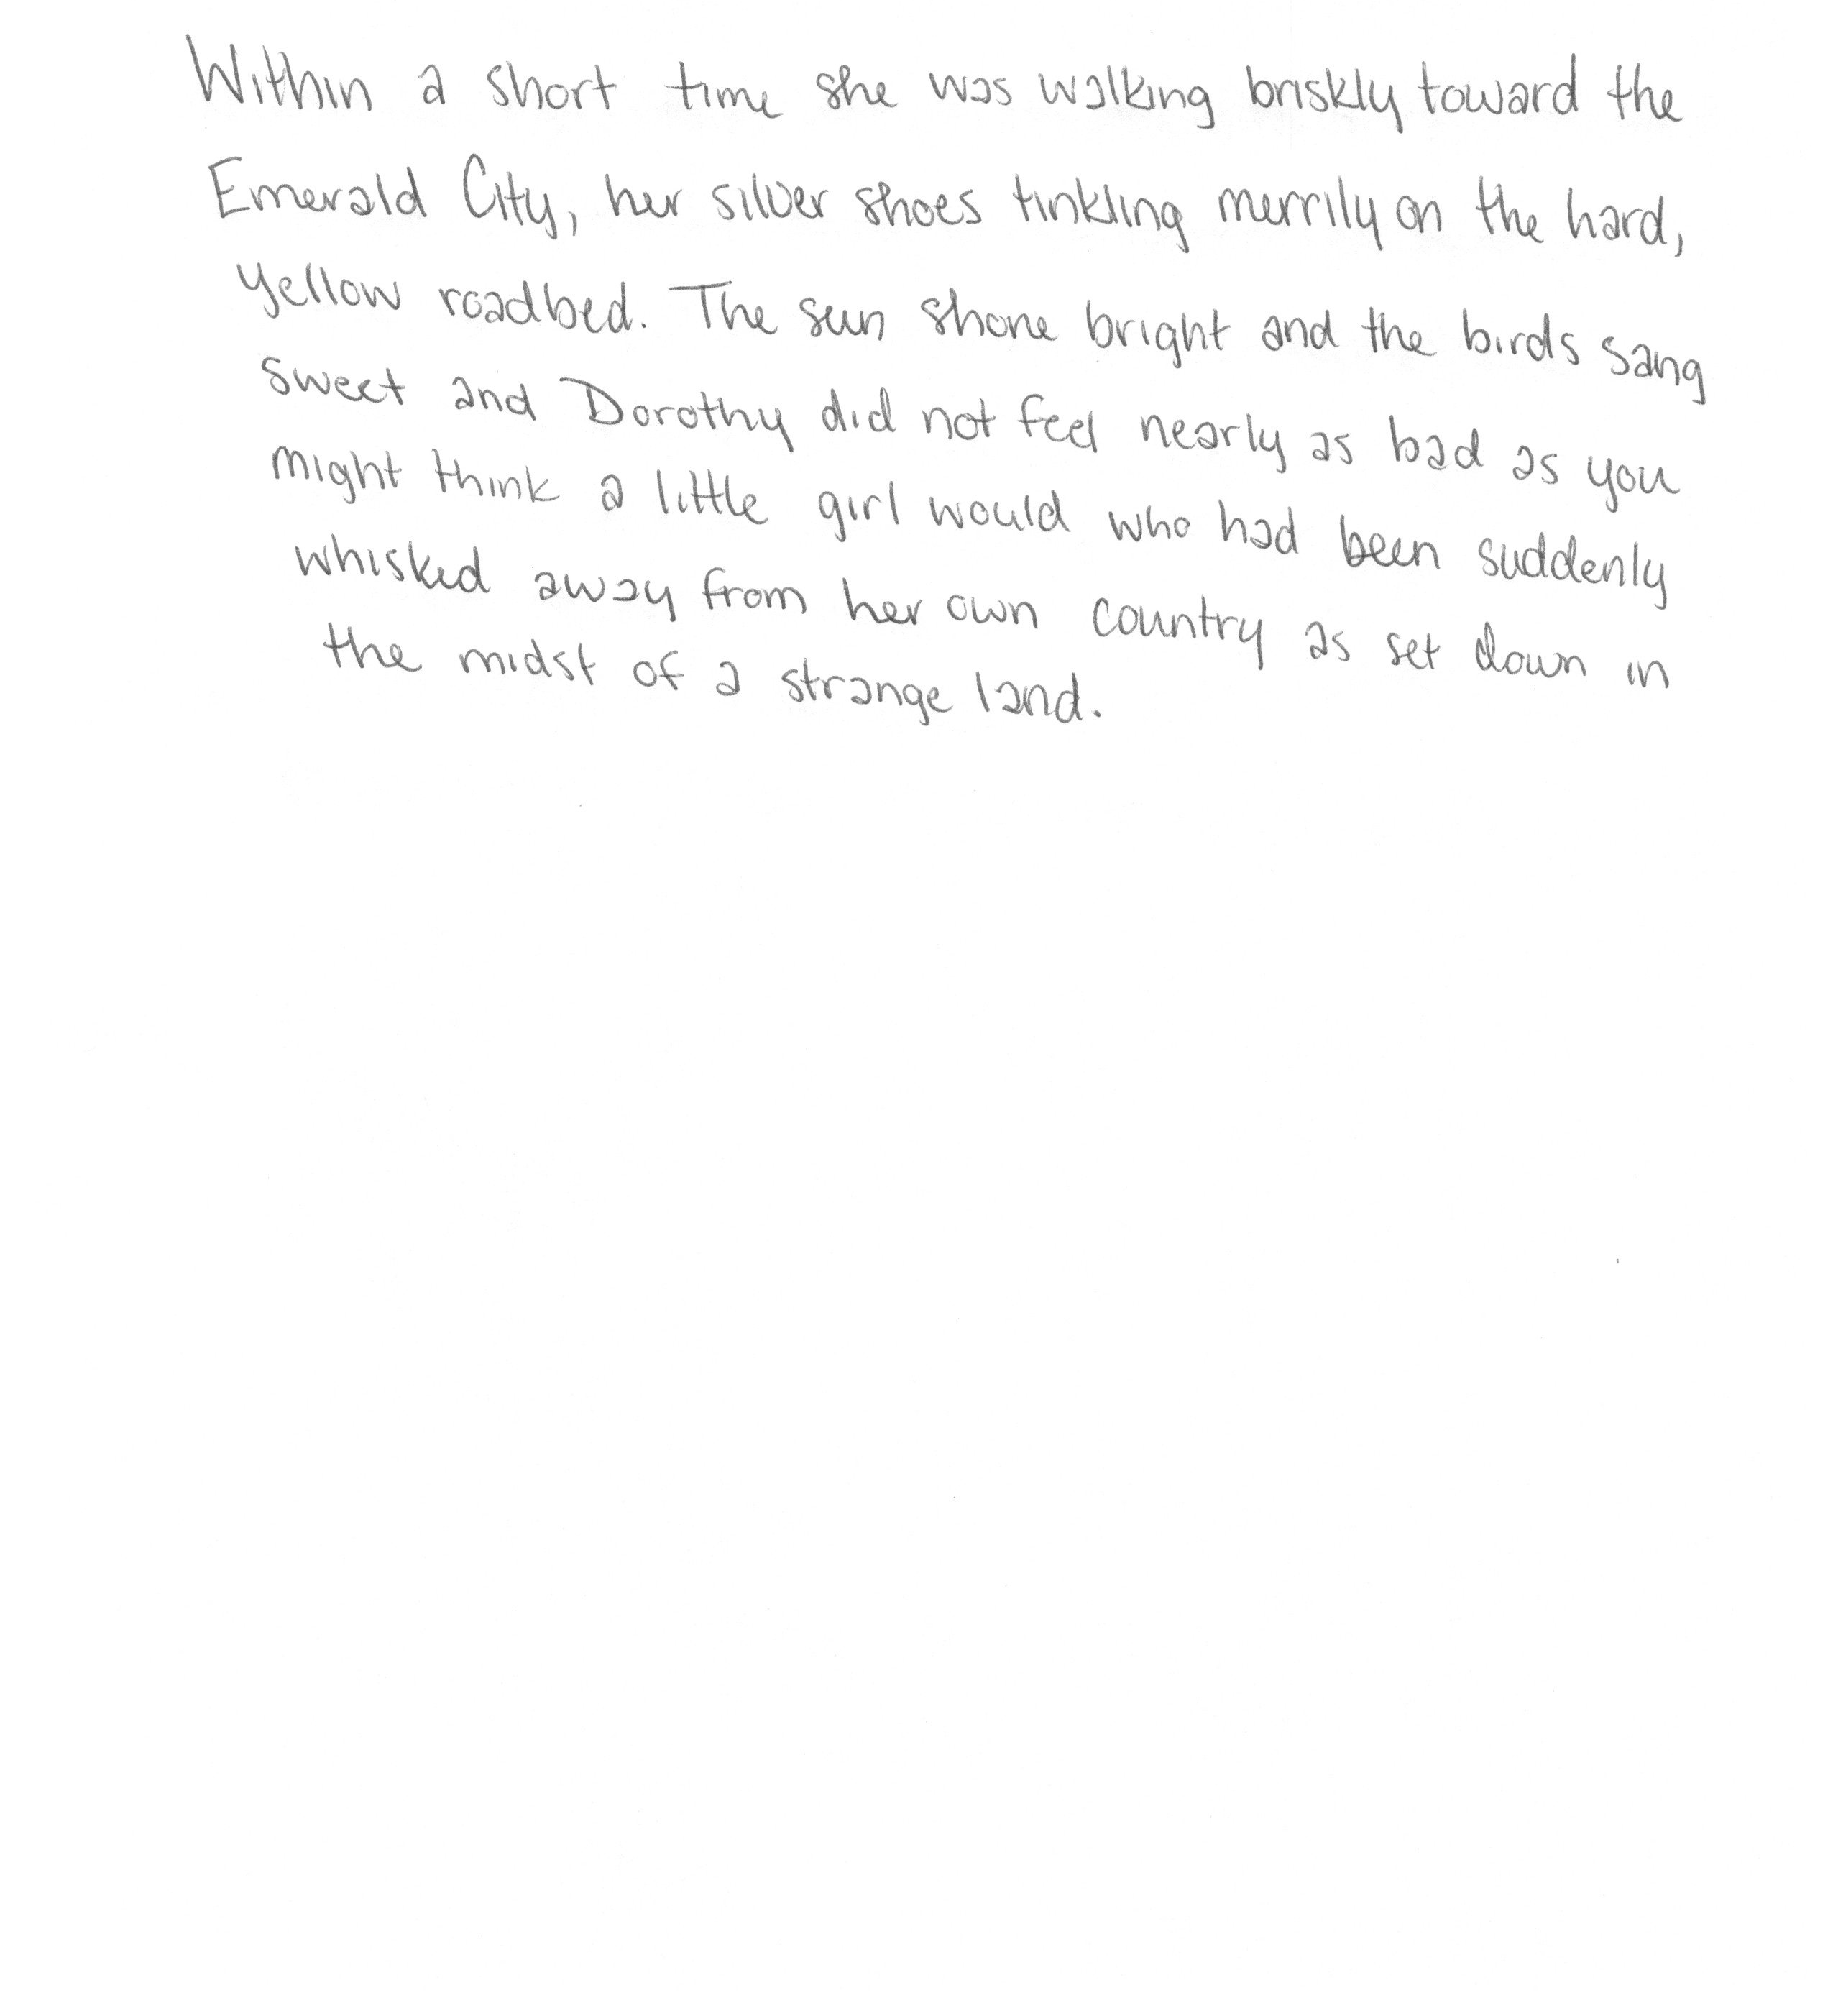 Within a short time she was walking briskly toward the
Emerald City, her silver shoes tinkling merrily on the hard,
yellow roadbed. The sun shone bright and the birds sang
sweet and Dorothy did not feel nearly as bad as you
might think a little girl would who had been suddenly
whisked away from her own country as set down in
the midst of a strange land.